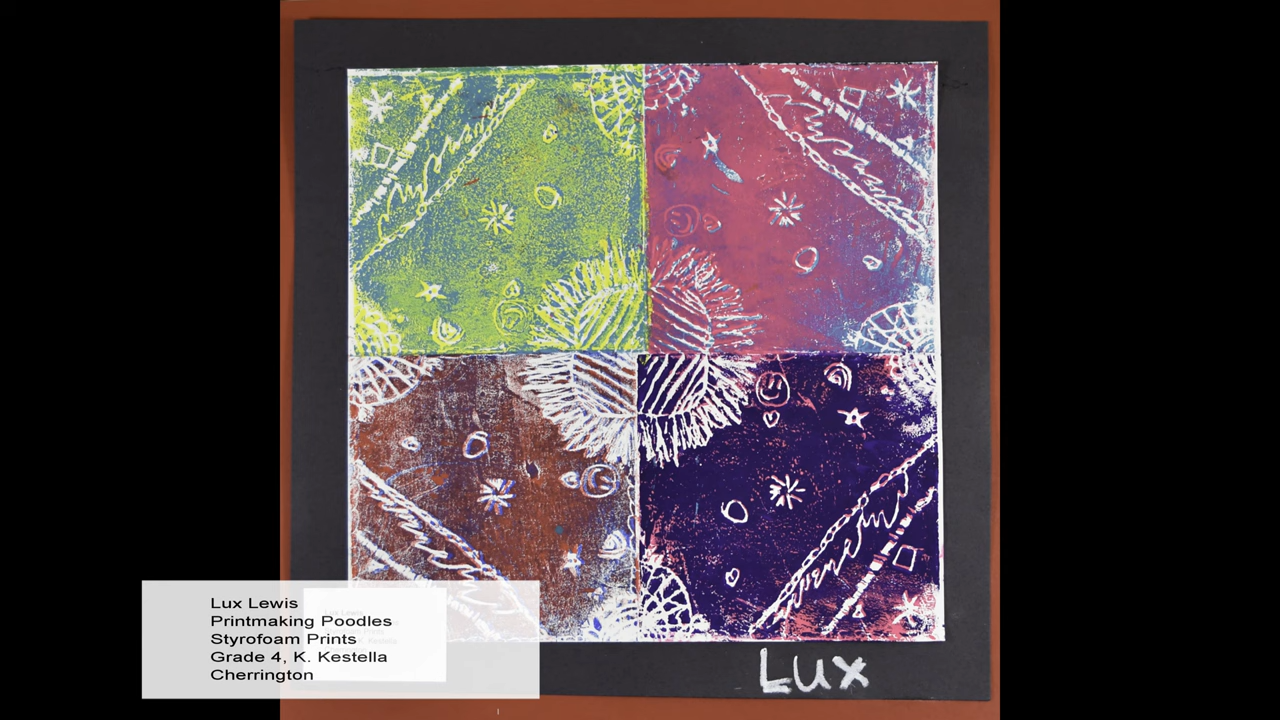 Lux Lewis
Printmaking Poodles
Styrofoam Prints
Grade 4, K. Kestella
Cherrington
Lux